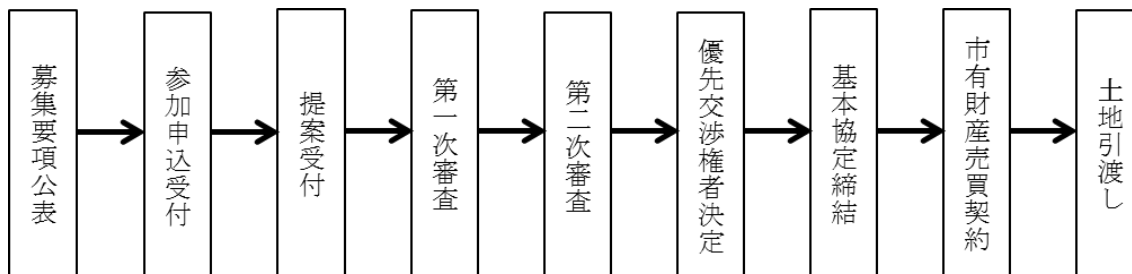 募集要項公表
参加申込受付
提案受付
第一次審査
第二次審査
優先交渉権者決定
基本協定締結
市有財産売買契約
土地引渡し